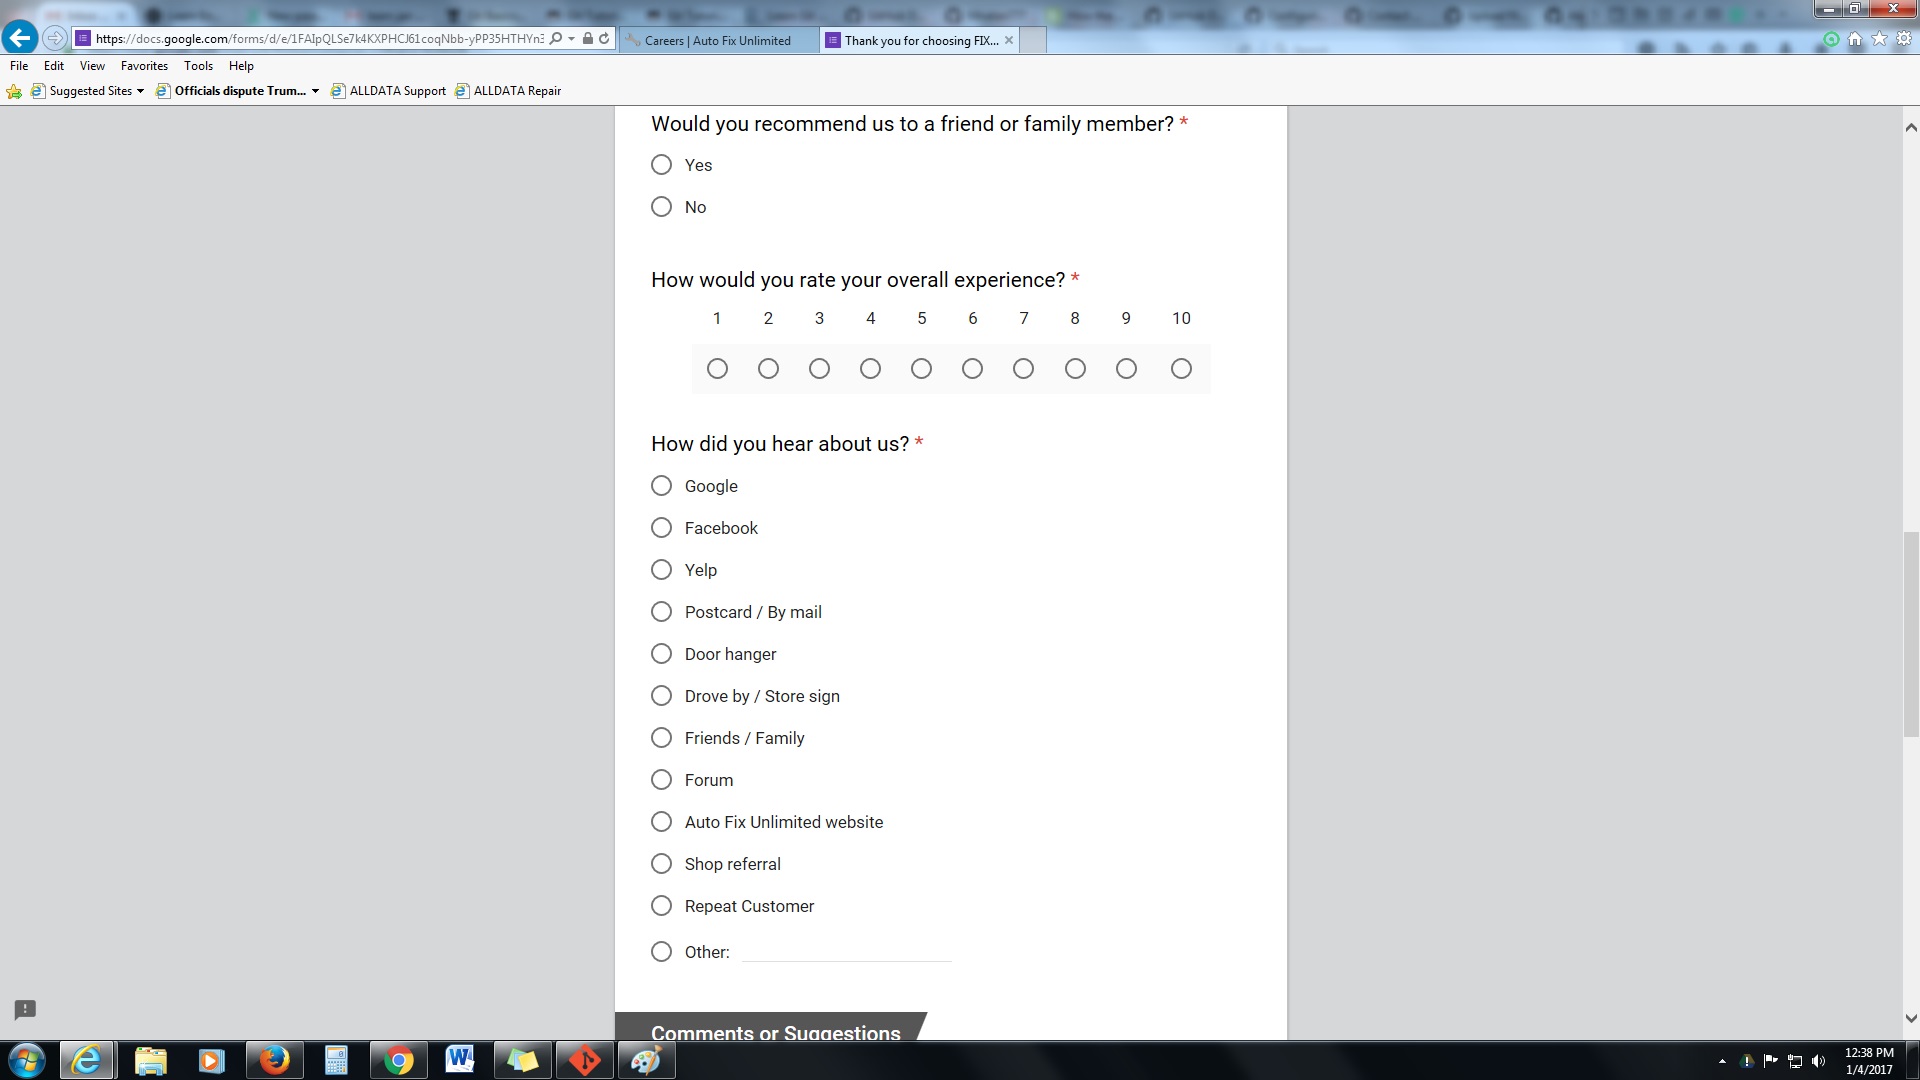 https://docs.google.com/forms/d/e/1FAIpQLSe7k4KXPHCJ61coqNbb-yPP35HTHYn3
Careers | Auto Fix Unlimited
Thank you for choosing FIX...
File Edit View Favorites Tools Help
Suggested Sites Officials dispute Trum... ALLDATA Support ALLDATA Repair
Would you recommend us to a friend or family member? *
Yes
No
How would you rate your overall experience? *
1 2 3 4 5 6 7 8 9 10
How did you hear about us? *
Google
Facebook
Yelp
Postcard / By mail
Door hanger
Drove by / Store sign
Friends / Family
Forum
Auto Fix Unlimited website
Shop referral
Repeat Customer
Other:
Comments or Suggestions
12:38 PM
1/4/2017